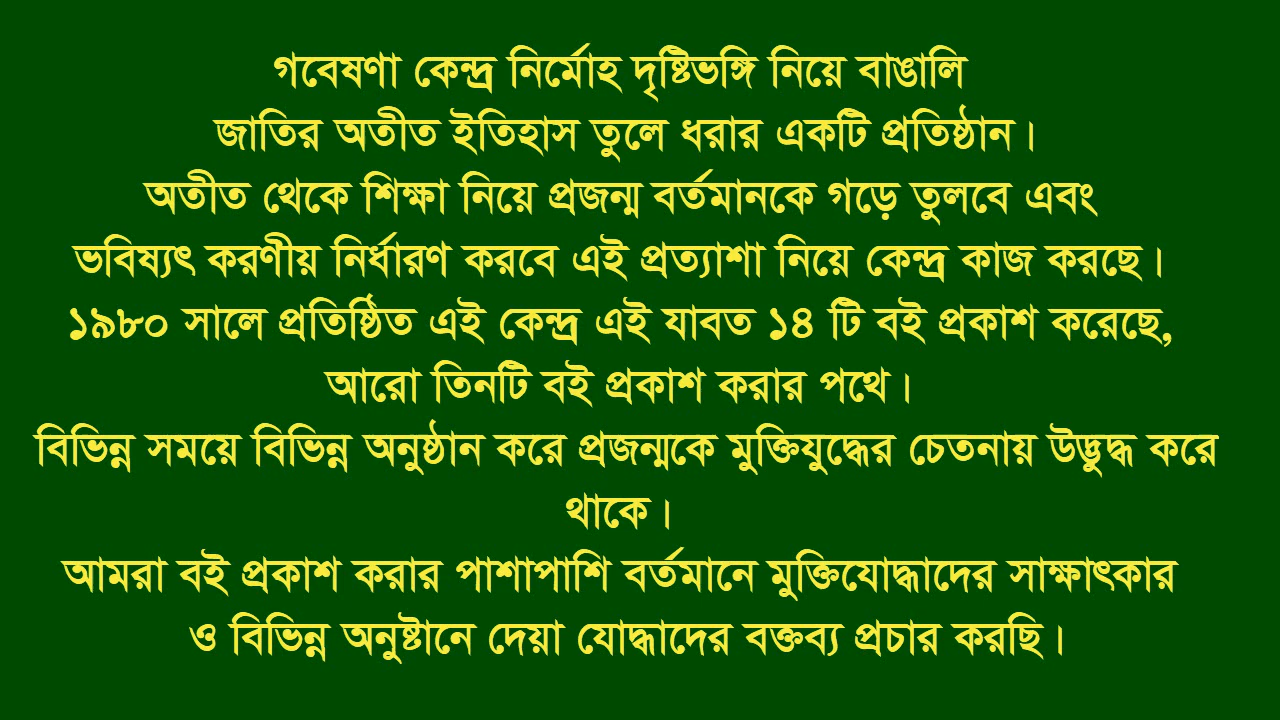 গবেষণা কেন্দ্র নির্মোহ দৃষ্টিভঙ্গি নিয়ে বাঙালি
জাতির অতীত ইতিহাস তুলে ধরার একটি প্রতিষ্ঠান।
অতীত থেকে শিক্ষা নিয়ে প্রজন্ম বর্তমানকে গড়ে তুলবে এবং
ভবিষ্যৎ করণীয় নির্ধারণ করবে এই প্রত্যাশা নিয়ে কেন্দ্র কাজ করছে।
১৯৮০ সালে প্রতিষ্ঠিত এই কেন্দ্র এই যাবত ১৪ টি বই প্রকাশ করেছে,
আরো তিনটি বই প্রকাশ করার পথে।
বিভিন্ন সময়ে বিভিন্ন অনুষ্ঠান করে প্রজন্মকে মুক্তিযুদ্ধের চেতনায় উদ্ভুদ্ধ করে
থাকে।
আমরা বই প্রকাশ করার পাশাপাশি বর্তমানে মুক্তিযোদ্ধাদের সাক্ষাৎকার
ও বিভিন্ন অনুষ্টানে দেয়া যোদ্ধাদের বক্তব্য প্রচার করছি।